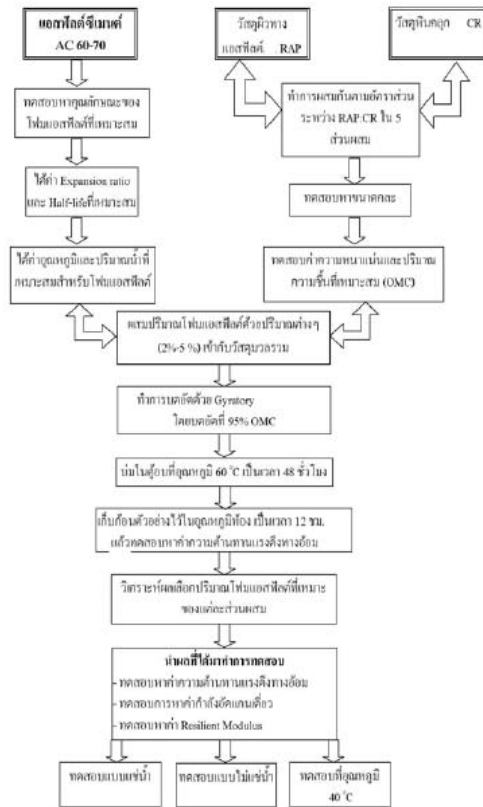 แอสฟัลต์ซีเมนต์
AC 60-70
วัสดุผิวทาง
แอสฟัลต์ RAP
วัสดุหินคลุก CR
ทดสอบหาคุณลักษณะของ
โฟมแอสฟัลต์ที่เหมาะสม
ทำการผสมกันตามอัตราส่วน
ระหว่าง RAP:CR ใน 5
ส่วนผสม
ได้ค่า Expansion ratio
และ Half-lifeที่เหมาะสม
ทดสอบหาขนาดคละ
ได้ค่าอุณหภูมิและปริมาณน้ำที่
เหมาะสมสำหรับโฟมแอสฟัลต์
ทดสอบค่าความหนาแน่นและปริมาณ
ความชื้นที่เหมาะสม (OMC)
ผสมปริมาณโฟมแอสฟัลต์ด้วยปริมาณต่างๆ
(2%-5 %) เข้ากับวัสดุมวลรวม
ทำการบดอัดด้วย Gyratory
โดยบดอัดที่ 95% OMC
บ่มในตู้อบที่อุณหภูมิ 60 °C เป็นเวลา 48 ชั่วโมง
เก็บก้อนตัวอย่างไว้ในอุณหภูมิห้อง เป็นเวลา 12 ชม.
แล้วทดสอบหาค่าความต้านทานแรงดึงทางอ้อม
วิเคราะห์ผลเลือกปริมาณโฟมแอสฟัลต์ที่เหมาะ
ของแต่ละส่วนผสม
นำผลที่ได้มาทำการทดสอบ
- ทดสอบหาค่าความต้านทานแรงดึงทางอ้อม
- ทดสอบการหาค่ากำลังอัดแกนเดี่ยว
- ทดสอบหาค่า Resilient Modulus
ทดสอบแบบแช่น้ำ
ทดสอบแบบไม่แช่น้ำ
ทดสอบที่อุณหภูมิ
40 °C